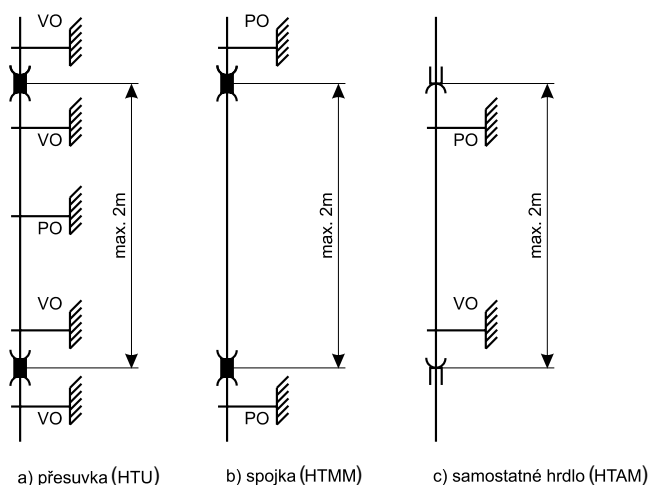 VO
VO
PO
VO
VO
max. 2m
a) přesuvka (HTU)
PO
PO
max. 2m
b) spojka (HTMM)
PO
VO
max. 2m
c) samostatné hrdlo (HTAM)